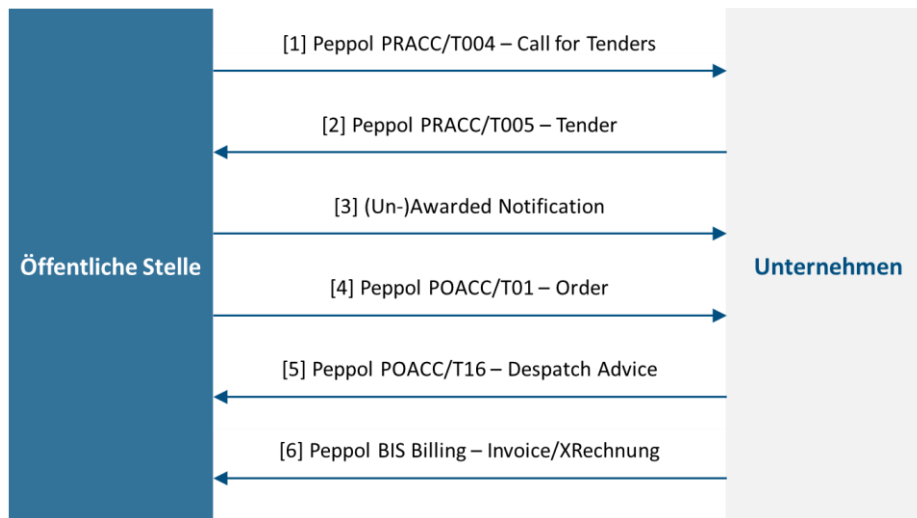 [1] Peppol PRACC/T004 – Call for Tenders
[2] Peppol PRACC/T005 – Tender
[3] (Un-)Awarded Notification
Öffentliche Stelle
Unternehmen
[4] Peppol POACC/T01 – Order
[5] Peppol POACC/T16 – Despatch Advice
[6] Peppol BIS Billing – Invoice/XRechnung